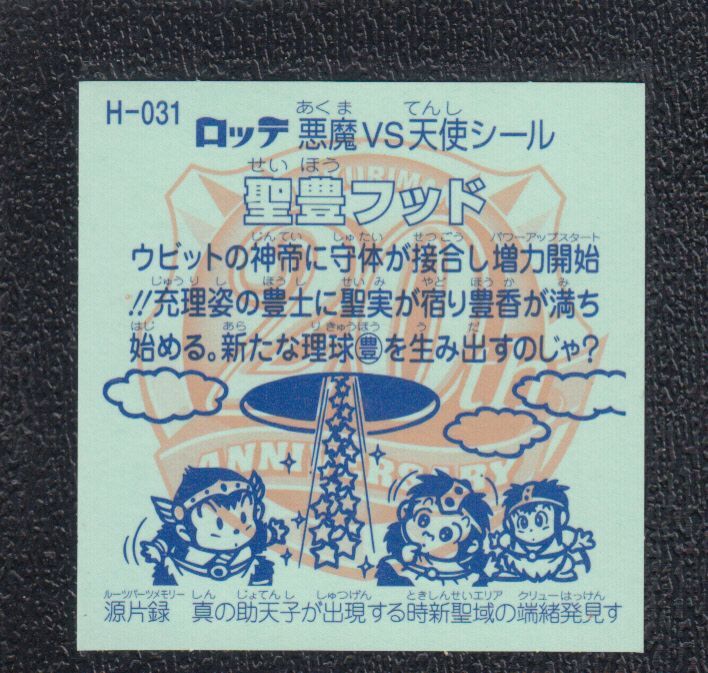 H-031 ロッテ 悪魔VS天使シール
あくま てんし
せい ほう
聖豊フッド
じんてい しゅたい せつごう パワーアップスタート
ウビットの神帝に守体が接合し増力開始
じゅうりし ほうし せいみ やど ほうか み
!!充理姿の豊士に聖実が宿り豊香が満ち
はじ あら りきゅうほう う だ
始める。新たな理球豊を生み出すのじゃ?
20th
ANNIVERSARY
ルーツパーツメモリー しん じょてんし しゅつげん ときしんせいエリア クリューはっけん
源片録 真の助天子が出現する時新聖域の端緒発見す